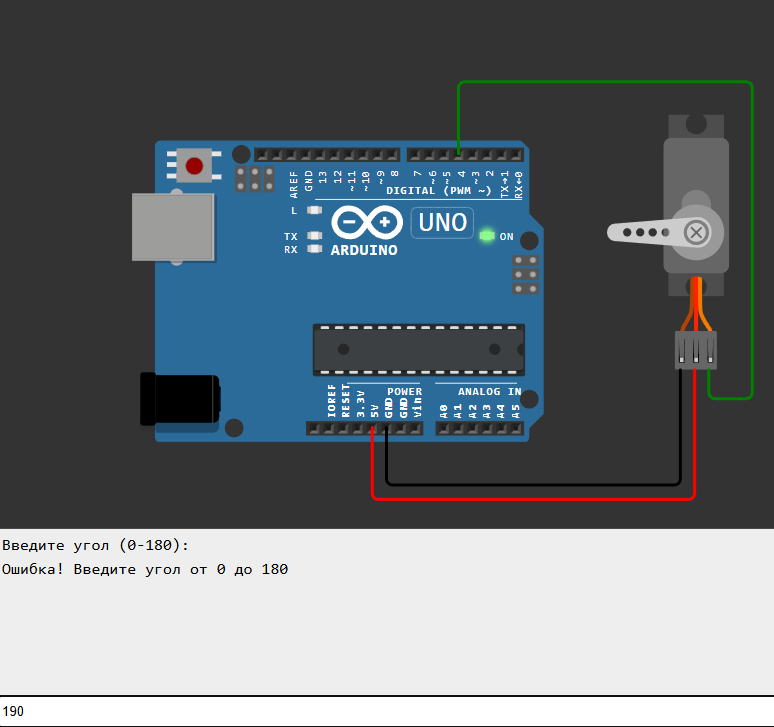 AREF
GND
13
12
~11
~10
~9
8
7
~6
~5
4
~3
2
TX→1
RX←0
DIGITAL (PWM ~)
L
TX
RX
UNO
ON
ARDUINO
POWER
ANALOG IN
IOREF
RESET
3.3V
5V
GND
GND
Vin
A0
A1
A2
A3
A4
A5
Введите угол (0-180):
Ошибка! Введите угол от 0 до 180
190